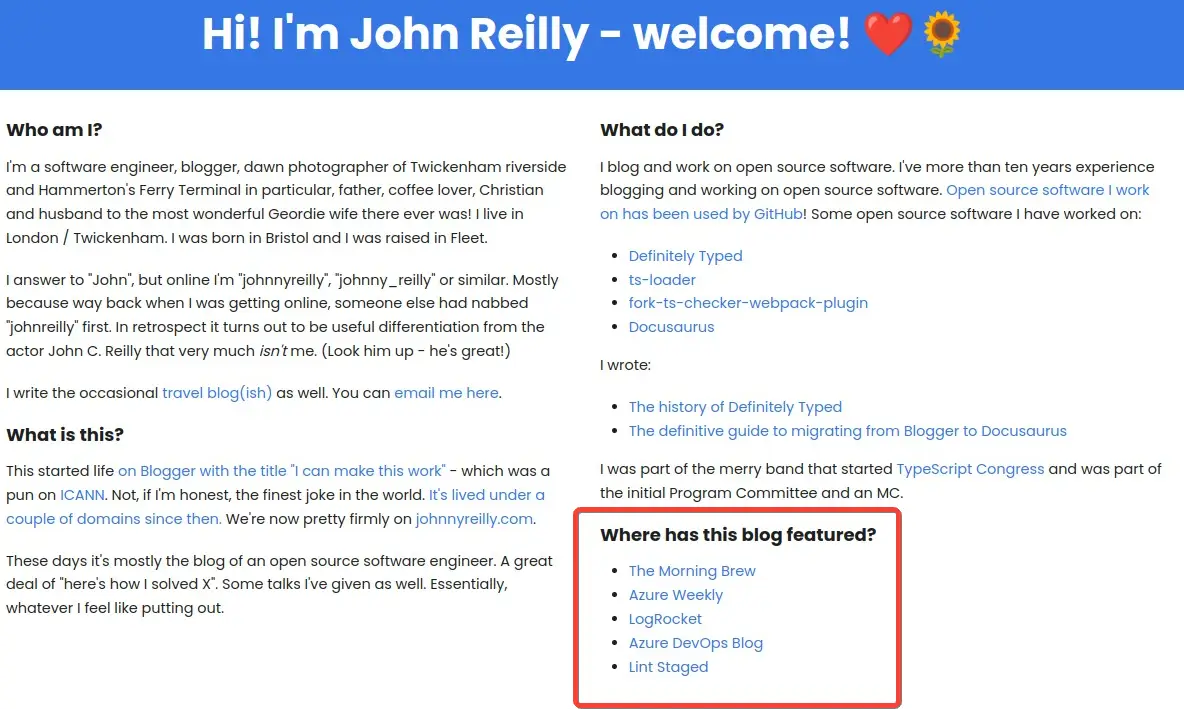 Hi! I'm John Reilly - welcome! ❤️🌻
Who am I?
I'm a software engineer, blogger, dawn photographer of Twickenham riverside
and Hammerton's Ferry Terminal in particular, father, coffee lover, Christian
and husband to the most wonderful Geordie wife there ever was! I live in
London / Twickenham. I was born in Bristol and I was raised in Fleet.
I answer to "John", but online I'm "johnnyreilly", "johnny_reilly" or similar. Mostly
because way back when I was getting online, someone else had nabbed
"johnreilly" first. In retrospect it turns out to be useful differentiation from the
actor John C. Reilly that very much isn't me. (Look him up - he's great!)
I write the occasional travel blog(ish) as well. You can email me here.
What is this?
This started life on Blogger with the title "I can make this work" - which was a
pun on ICANN. Not, if I'm honest, the finest joke in the world. It's lived under a
couple of domains since then. We're now pretty firmly on johnnyreilly.com.
These days it's mostly the blog of an open source software engineer. A great
deal of "here's how I solved X". Some talks I've given as well. Essentially,
whatever I feel like putting out.
What do I do?
I blog and work on open source software. I've more than ten years experience
blogging and working on open source software. Open source software I work
on has been used by GitHub! Some open source software I have worked on:
• Definitely Typed
• ts-loader
• fork-ts-checker-webpack-plugin
• Docusaurus
I wrote:
• The history of Definitely Typed
• The definitive guide to migrating from Blogger to Docusaurus
I was part of the merry band that started TypeScript Congress and was part of
the initial Program Committee and an MC.
Where has this blog featured?
• The Morning Brew
• Azure Weekly
• LogRocket
• Azure DevOps Blog
• Lint Staged